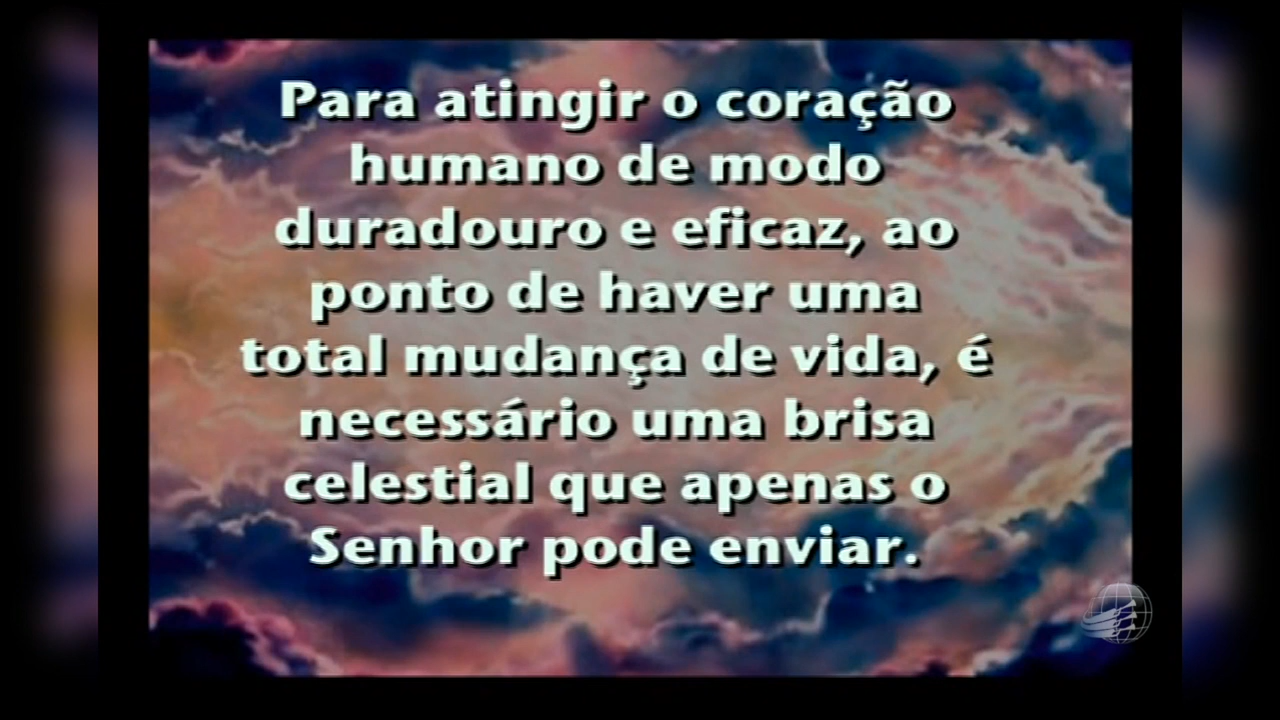 Para atingir o coração
humano de modo
duradouro e eficaz, ao
ponto de haver uma
total mudança de vida, é
necessário uma brisa
celestial que apenas o
Senhor pode enviar.